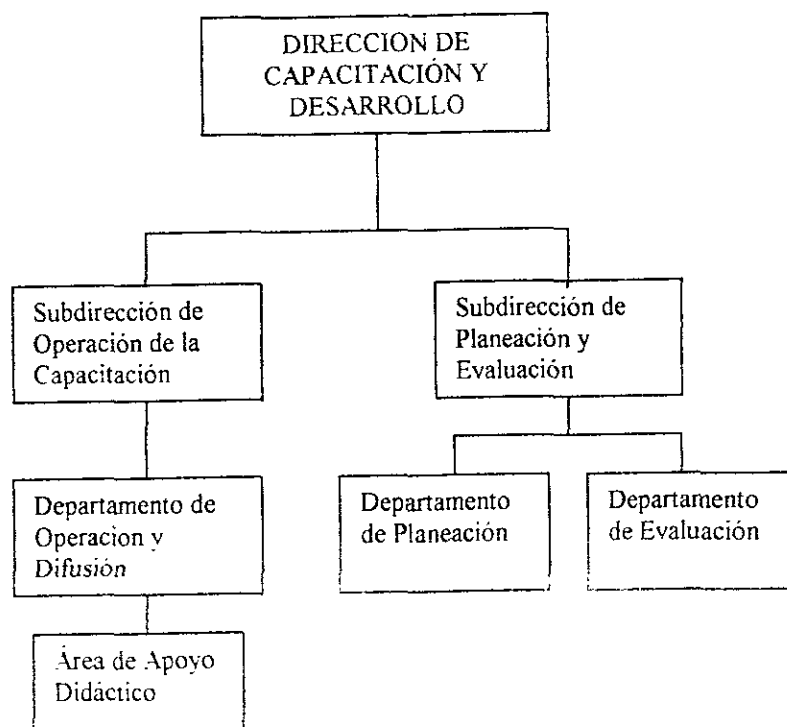 DIRECCION DE
CAPACITACIÓN Y
DESARROLLO
Subdirección de
Operación de la
Capacitación
Subdirección de
Planeación y
Evaluación
Departamento de
Operacion y
Difusión
Departamento
de Planeación
Departamento
de Evaluación
Área de Apoyo
Didáctico